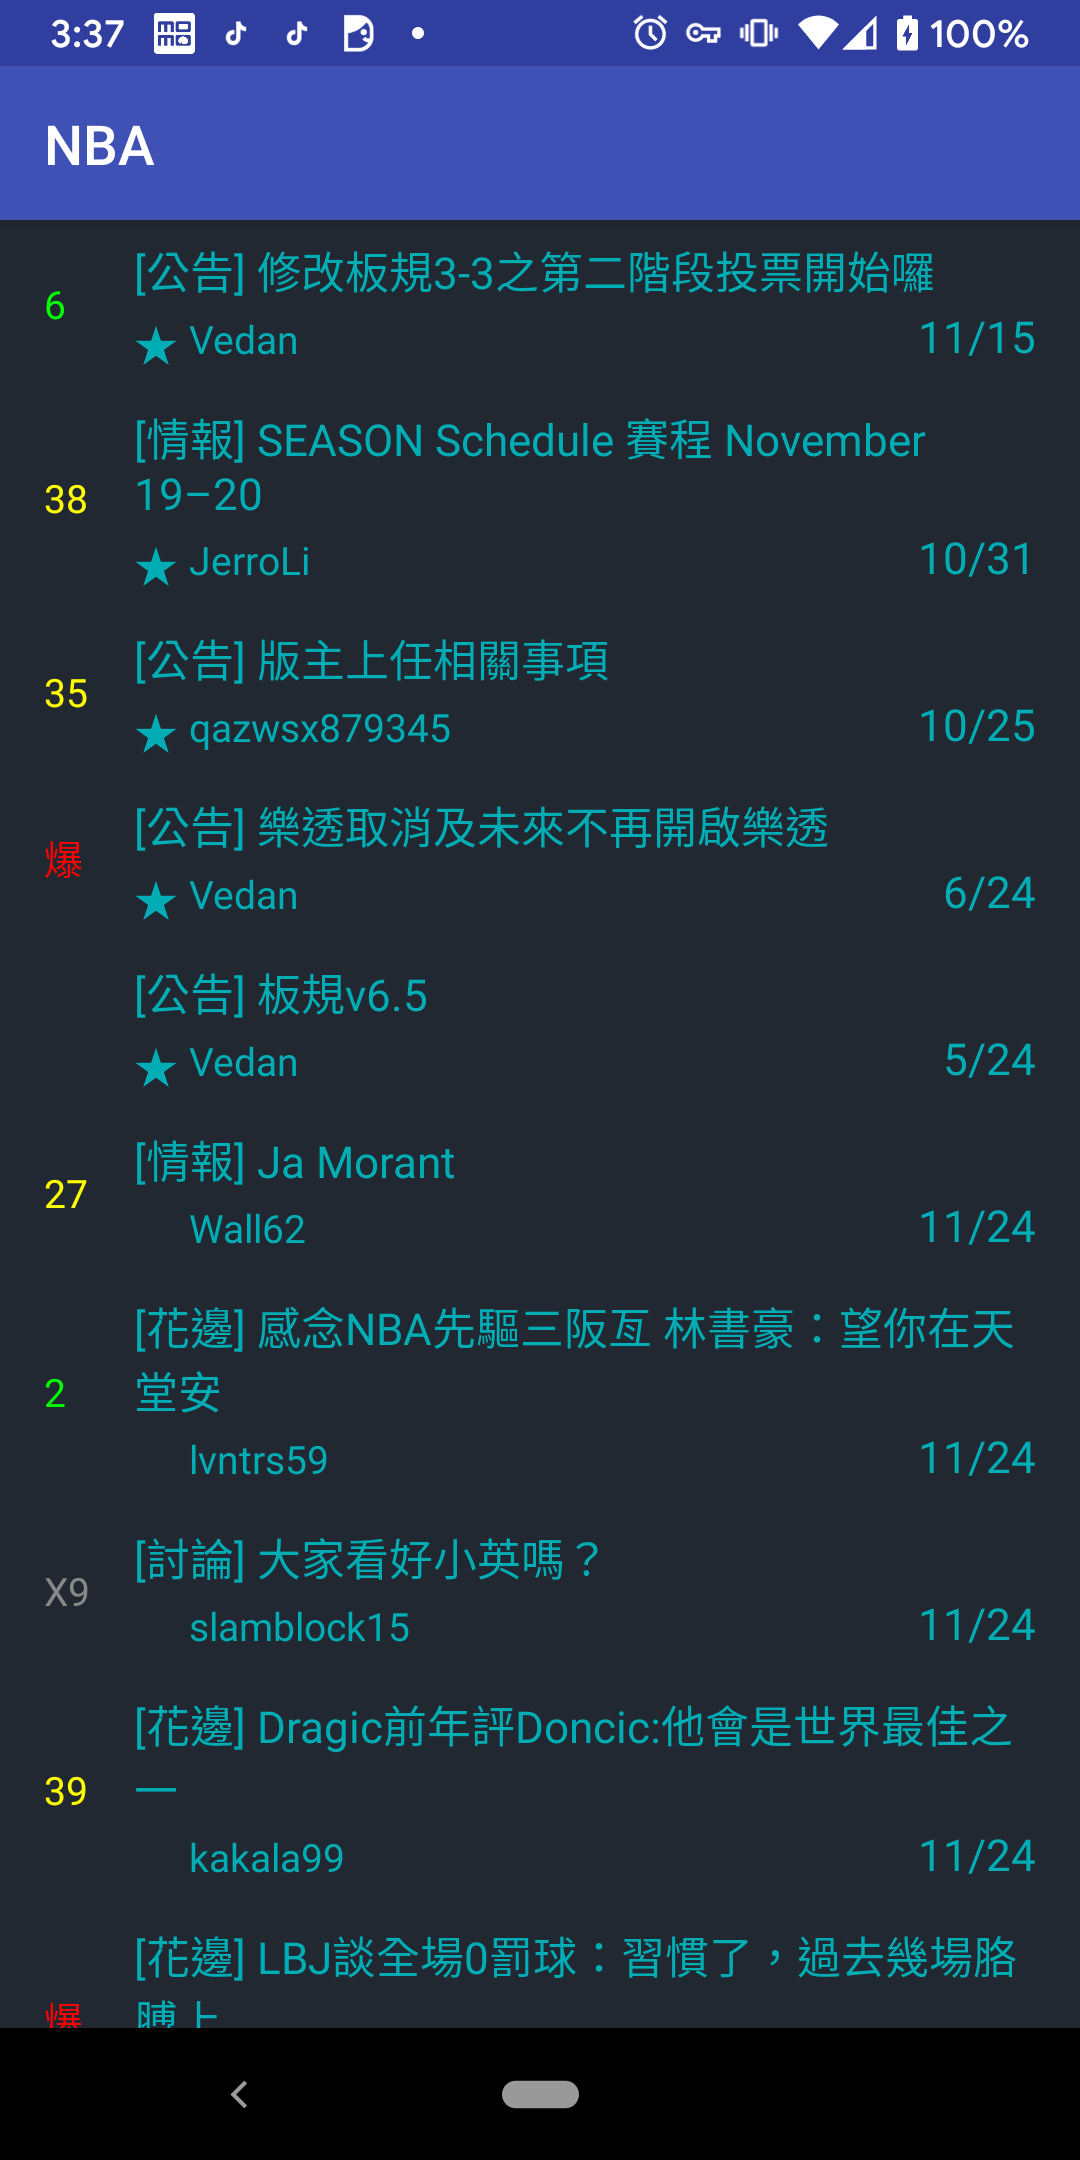 3:37
100%
NBA
[公告] 修改板規3-3之第二階段投票開始囉
6
★ Vedan
11/15
[情報] SEASON Schedule 賽程 November
19–20
38
★ JerroLi
10/31
[公告] 版主上任相關事項
35
★ qazwsx879345
10/25
[公告] 樂透取消及未來不再開啟樂透
爆
★ Vedan
6/24
[公告] 板規v6.5
★ Vedan
5/24
[情報] Ja Morant
27
Wall62
11/24
[花邊] 感念NBA先驅三阪亙 林書豪：望你在天
堂安
2
lvntrs59
11/24
[討論] 大家看好小英嗎？
X9
slamblock15
11/24
[花邊] Dragic前年評Doncic:他會是世界最佳之
一
39
kakala99
11/24
[花邊] LBJ談全場0罰球：習慣了，過去幾場胳
膊上
爆